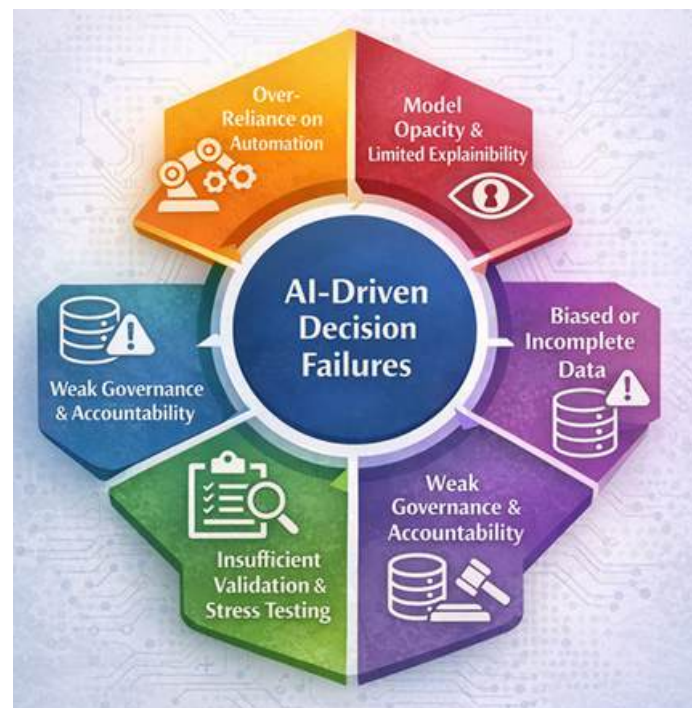 Over-
Reliance on
Automation
Model
Opacity &
Limited Explainibility
AI-Driven
Decision
Failures
Biased or
Incomplete
Data
Weak Governance
& Accountability
Weak
Governance &
Accountability
Insufficient
Validation &
Stress Testing